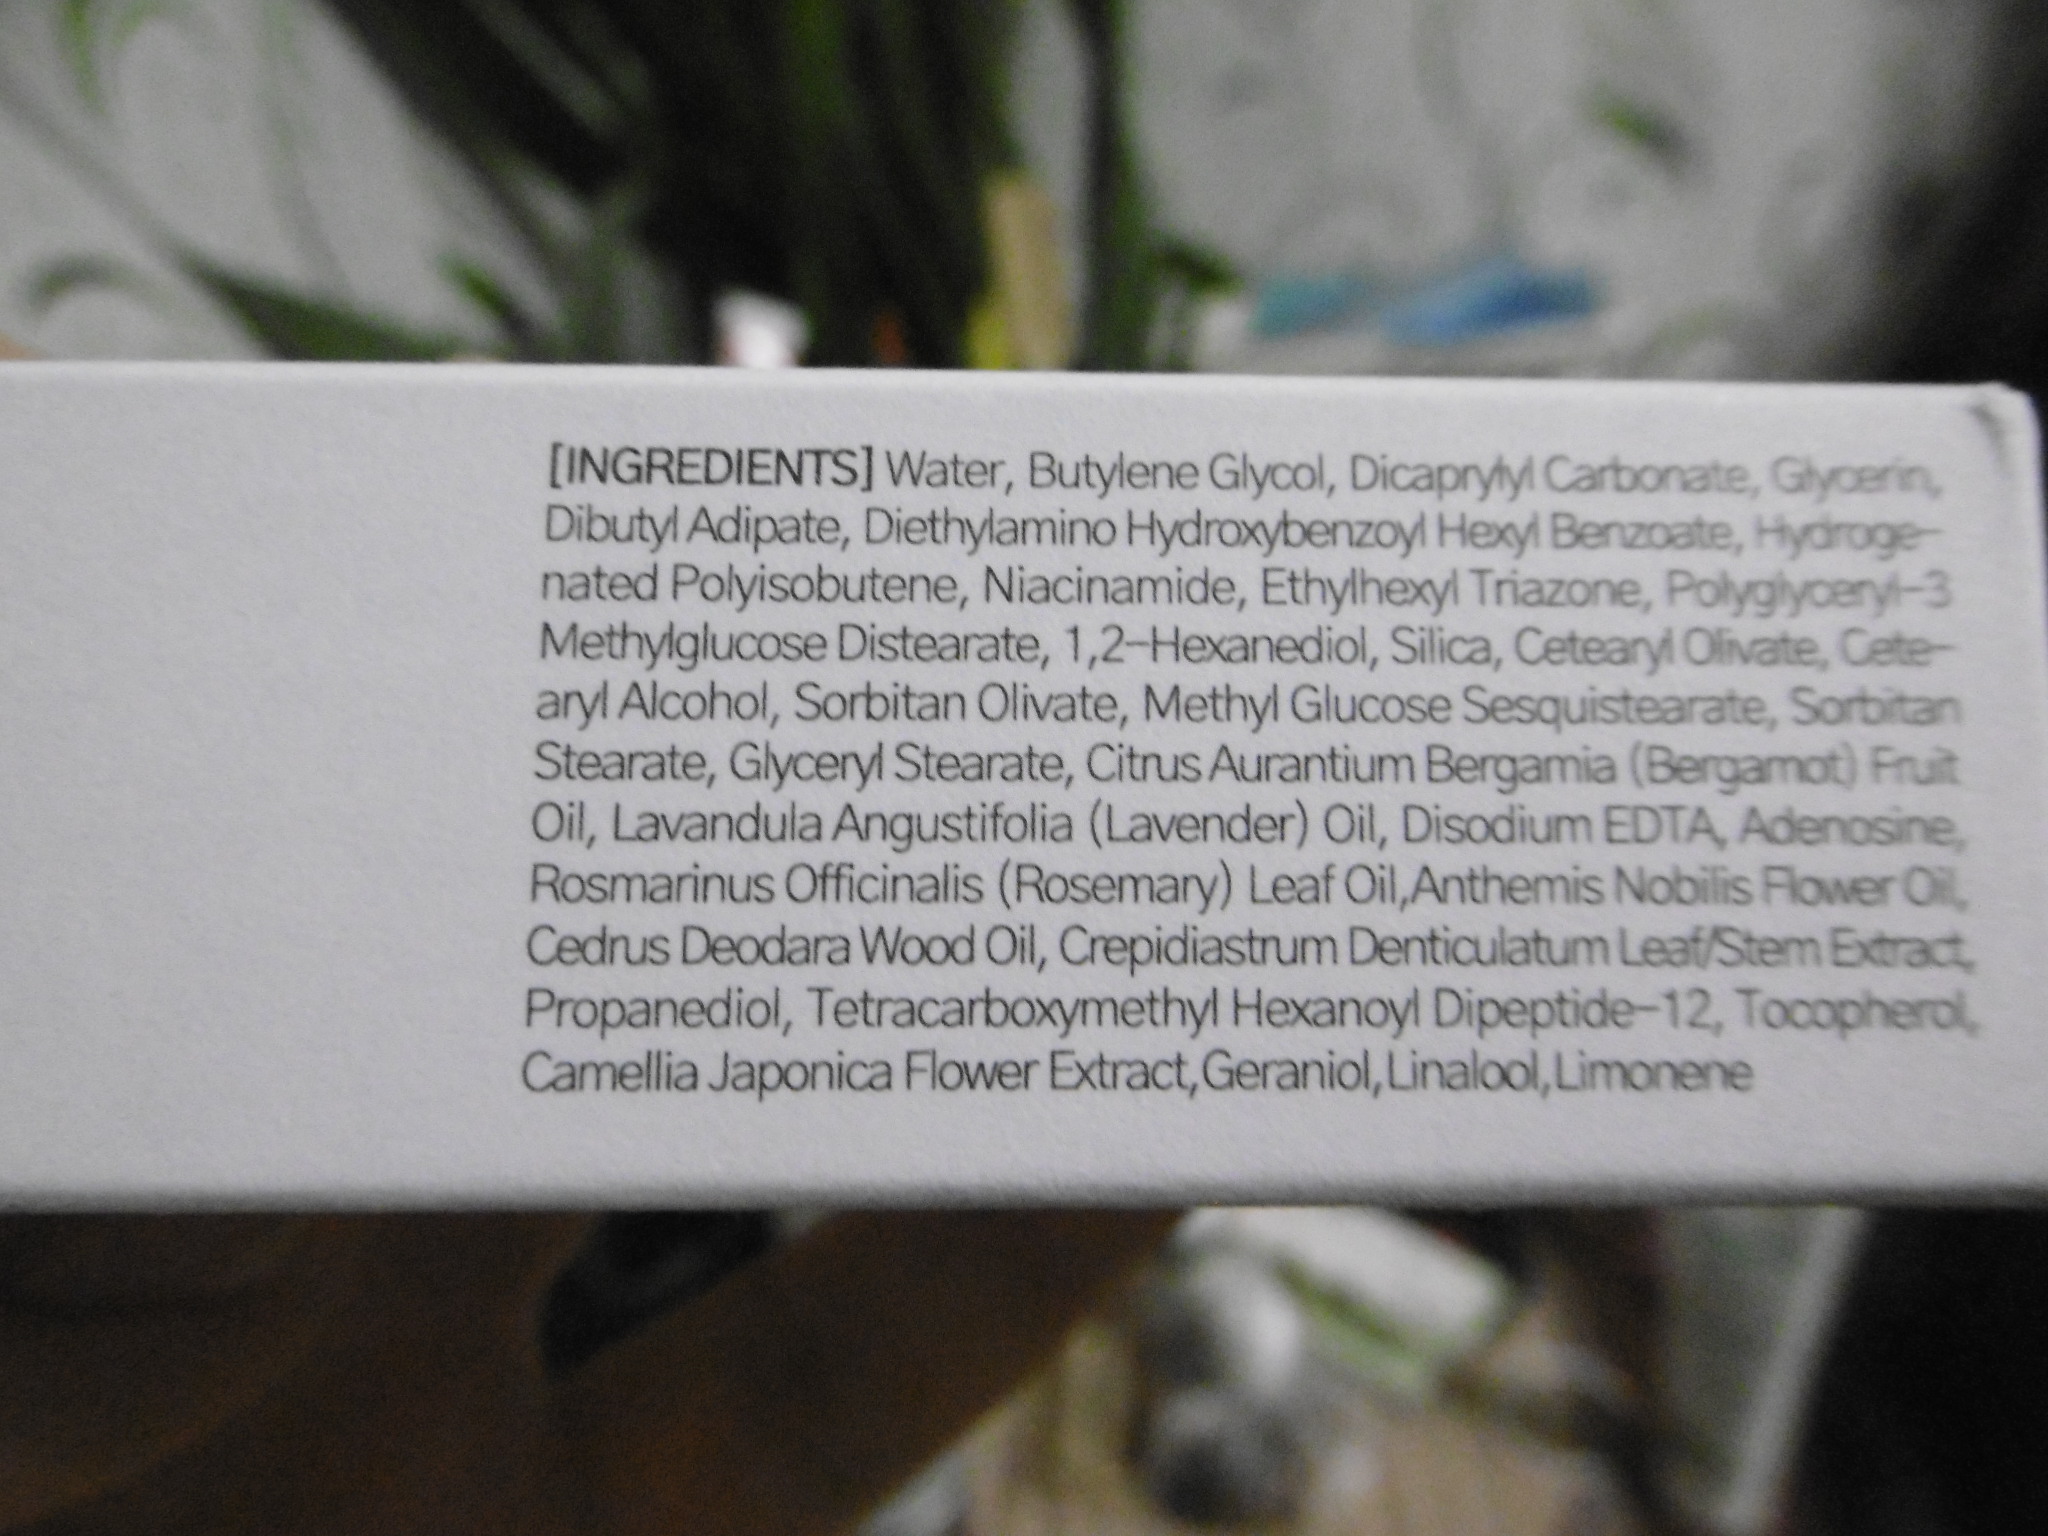 [INGREDIENTS] Water, Butylene Glycol, Dicaprylyl Carbonate, Glycerin,
Dibutyl Adipate, Diethylamino Hydroxybenzoyl Hexyl Benzoate, Hydroge-
nated Polyisobutene, Niacinamide, Ethylhexyl Triazone, Polyglyceryl-3
Methylglucose Distearate, 1,2-Hexanediol, Silica, Cetearyl Olivate, Cete-
aryl Alcohol, Sorbitan Olivate, Methyl Glucose Sesquistearate, Sorbitan
Stearate, Glyceryl Stearate, Citrus Aurantium Bergamia (Bergamot) Fruit
Oil, Lavandula Angustifolia (Lavender) Oil, Disodium EDTA, Adenosine,
Rosmarinus Officinalis (Rosemary) Leaf Oil,Anthemis Nobilis Flower Oil,
Cedrus Deodara Wood Oil, Crepidiastrum Denticulatum Leaf/Stem Extract,
Propanediol, Tetracarboxymethyl Hexanoyl Dipeptide-12, Tocopherol,
Camellia Japonica Flower Extract,Geraniol,Linalool,Limonene